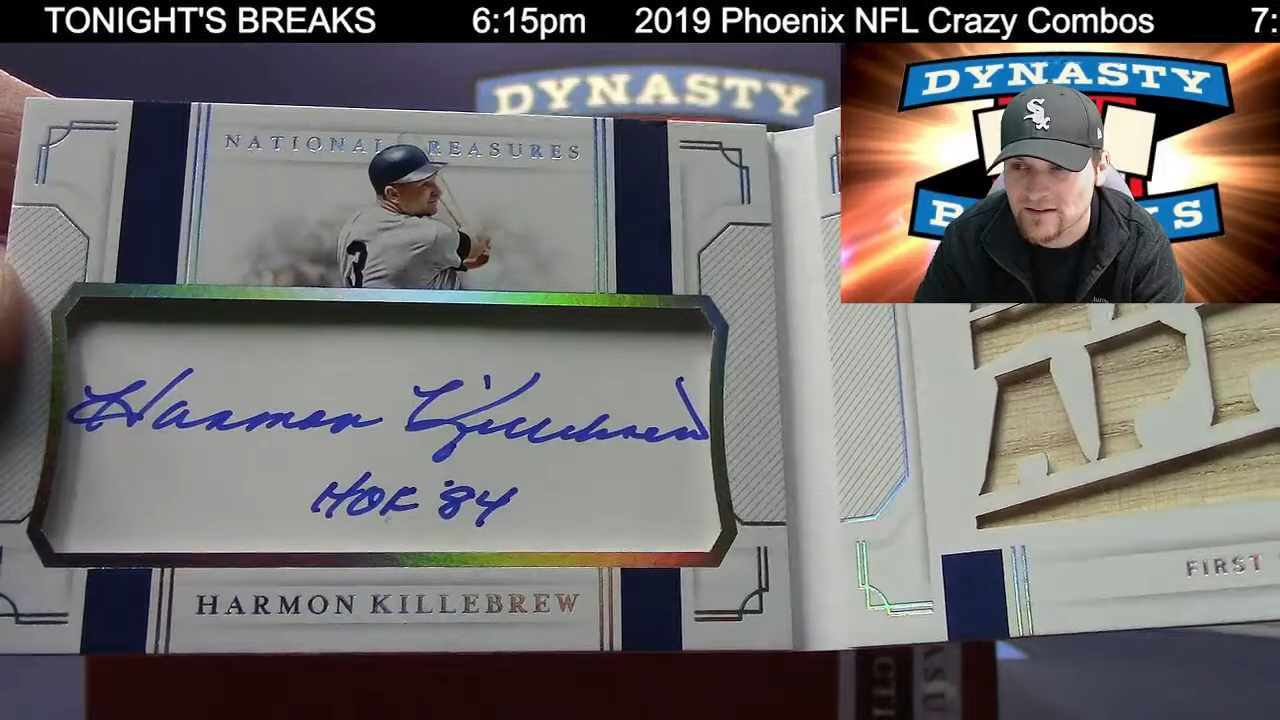 TONIGHT'S BREAKS 6:15pm 2019 Phoenix NFL Crazy Combos 7:
DYNASTY
DYNASTY
NATIONAL TREASURES
3
Harmon Killebrew
HOF '84
HARMON KILLEBREW
FIRST